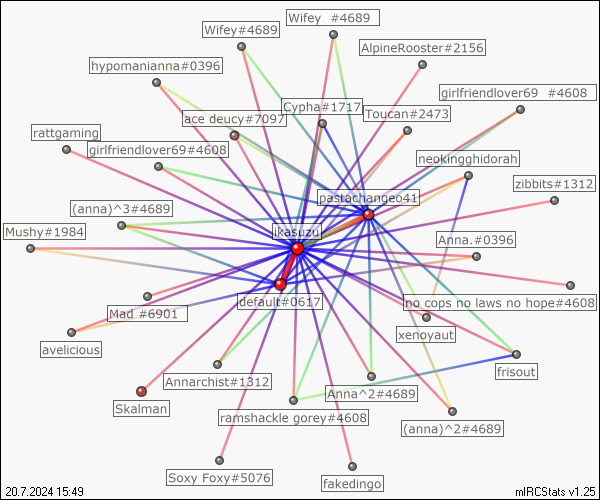 Wifey  #4689
Wifey#4689
AlpineRooster#2156
hypomanianna#0396
girlfriendlover69  #4608
Cypha#1717
ace deucy#7097
Toucan#2473
rattgaming
girlfriendlover69#4608
neokingghidorah
zibbits#1312
pastachangeo41
(anna)^3#4689
Mushy#1984
ikasuzu
Anna.#0396
default#0617
no cops no laws no hope#4608
Mad #6901
xenoyaut
avelicious
frisout
Annarchist#1312
Anna^2#4689
Skalman
ramshackle gorey#4608
(anna)^2#4689
Soxy Foxy#5076
fakedingo
20.7.2024 15:49
mIRCStats v1.25